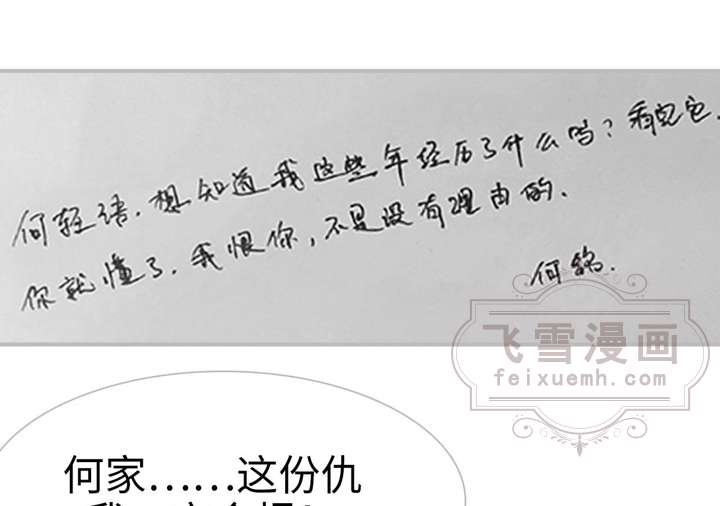 何轻语.想知道我这些年经历了什么吗？看完它.
你就懂了.我恨你,不是没有理由的.
何
飞雪漫画
feixuemh.com
何家……这份仇